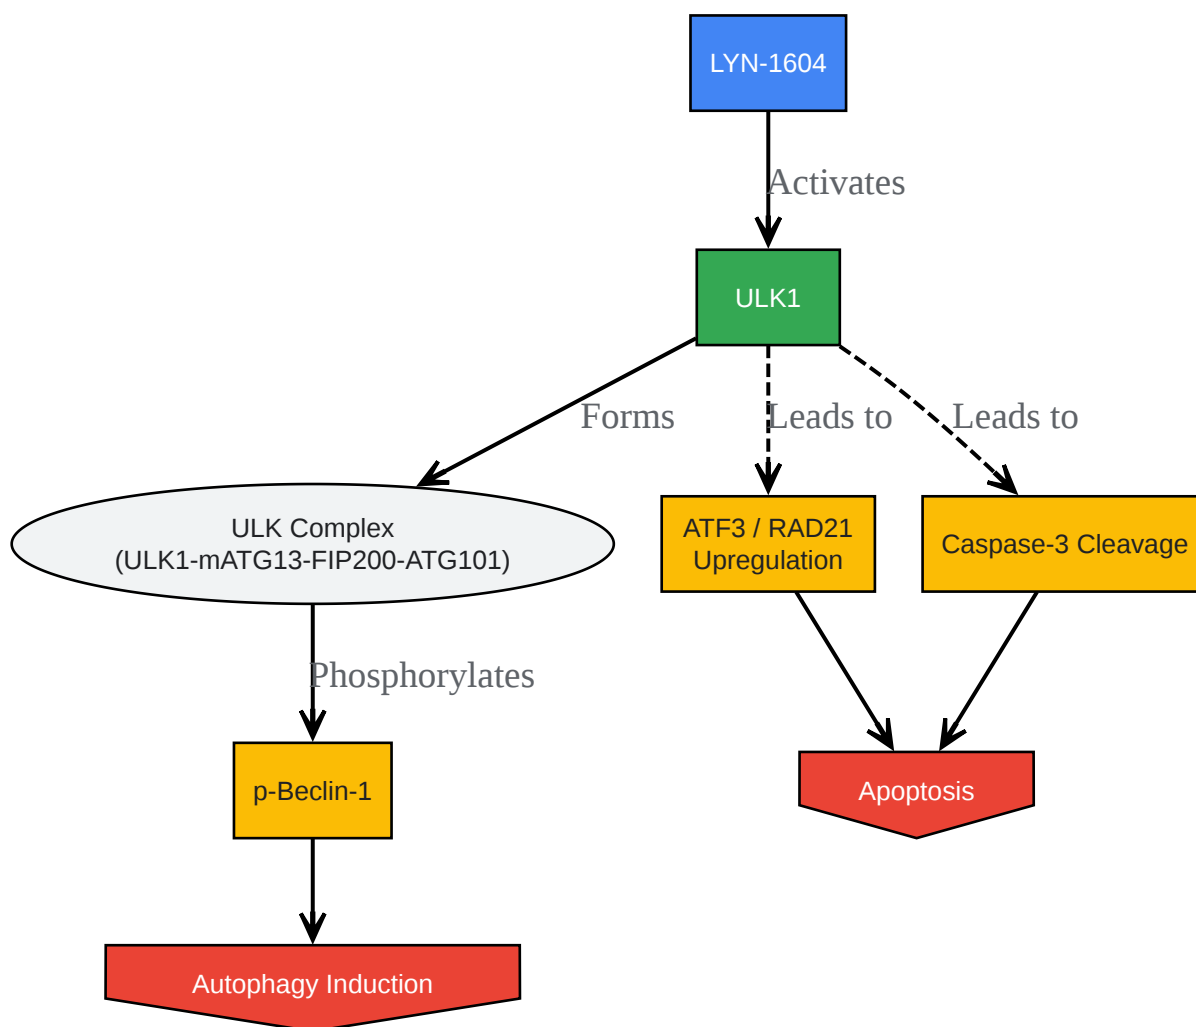 LYN-1604
Activates
ULK1
Forms
Leads to
Leads to
ULK Complex
(ULK1-mATG13-FIP200-ATG101)
ATF3 / RAD21
Upregulation
Caspase-3 Cleavage
Phosphorylates
p-Beclin-1
Apoptosis
Autophagy Induction